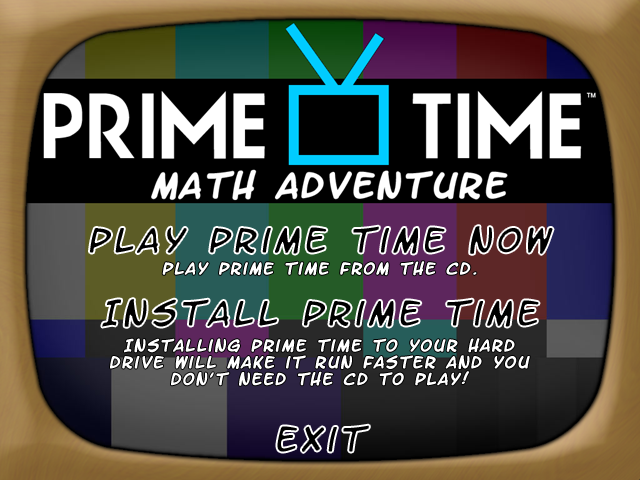 PRIME TIME™
MATH ADVENTURE
PLAY PRIME TIME NOW
PLAY PRIME TIME FROM THE CD.
INSTALL PRIME TIME
INSTALLING PRIME TIME TO YOUR HARD
DRIVE WILL MAKE IT RUN FASTER AND YOU
DON'T NEED THE CD TO PLAY!
EXIT